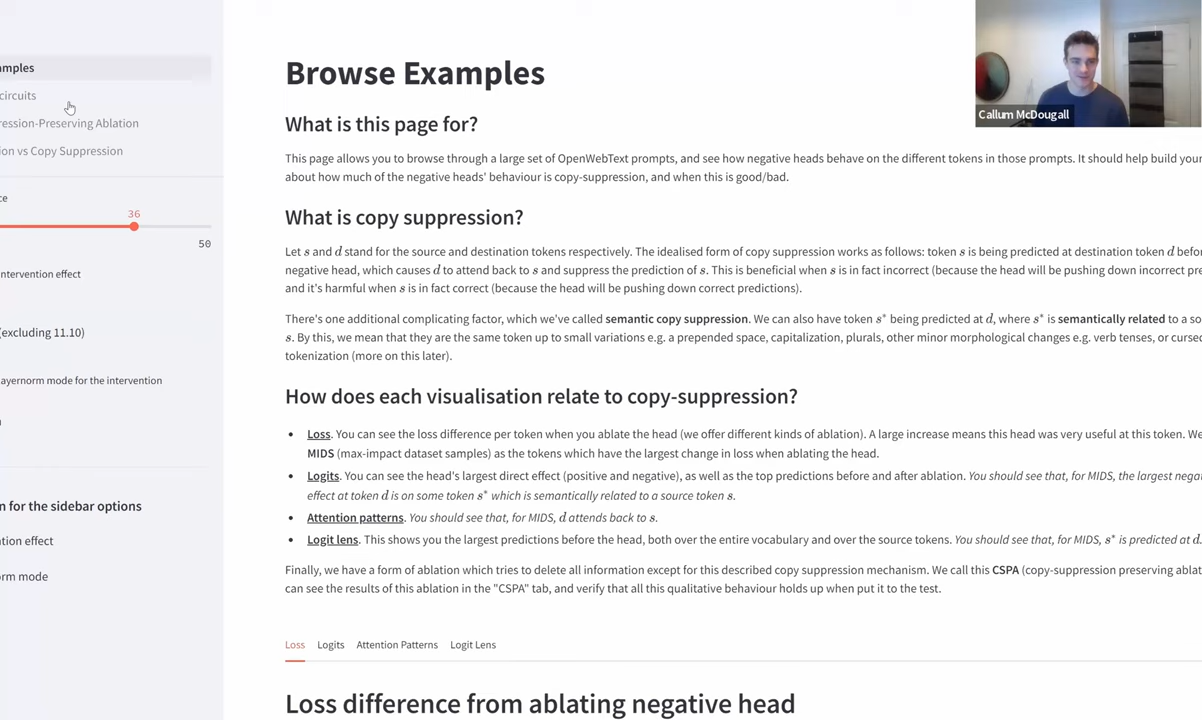 amples
circuits
ression-Preserving Ablation
ion vs Copy Suppression
ce
36
50
ntervention effect
(excluding 11.10)
ayernorm mode for the intervention
n for the sidebar options
tion effect
orm mode
Browse Examples
What is this page for?
This page allows you to browse through a large set of OpenWebText prompts, and see how negative heads behave on the different tokens in those prompts. It should help build your
about how much of the negative heads' behaviour is copy-suppression, and when this is good/bad.
What is copy suppression?
Let s and d stand for the source and destination tokens respectively. The idealised form of copy suppression works as follows: token s is being predicted at destination token d befor
negative head, which causes d to attend back to s and suppress the prediction of s. This is beneficial when s is in fact incorrect (because the head will be pushing down incorrect pre
and it's harmful when s is in fact correct (because the head will be pushing down correct predictions).
There's one additional complicating factor, which we've called semantic copy suppression. We can also have token s* being predicted at d, where s* is semantically related to a so
s. By this, we mean that they are the same token up to small variations e.g. a prepended space, capitalization, plurals, other minor morphological changes e.g. verb tenses, or cursed
tokenization (more on this later).
How does each visualisation relate to copy-suppression?
• Loss. You can see the loss difference per token when you ablate the head (we offer different kinds of ablation). A large increase means this head was very useful at this token. We
MIDS (max-impact dataset samples) as the tokens which have the largest change in loss when ablating the head.
• Logits. You can see the head's largest direct effect (positive and negative), as well as the top predictions before and after ablation. You should see that, for MIDS, the largest negat
effect at token d is on some token s* which is semantically related to a source token s.
• Attention patterns. You should see that, for MIDS, d attends back to s.
• Logit lens. This shows you the largest predictions before the head, both over the entire vocabulary and over the source tokens. You should see that, for MIDS, s* is predicted at d.
Finally, we have a form of ablation which tries to delete all information except for this described copy suppression mechanism. We call this CSPA (copy-suppression preserving ablat
can see the results of this ablation in the "CSPA" tab, and verify that all this qualitative behaviour holds up when put it to the test.
Loss Logits Attention Patterns Logit Lens
Loss difference from ablating negative head
Callum McDougall